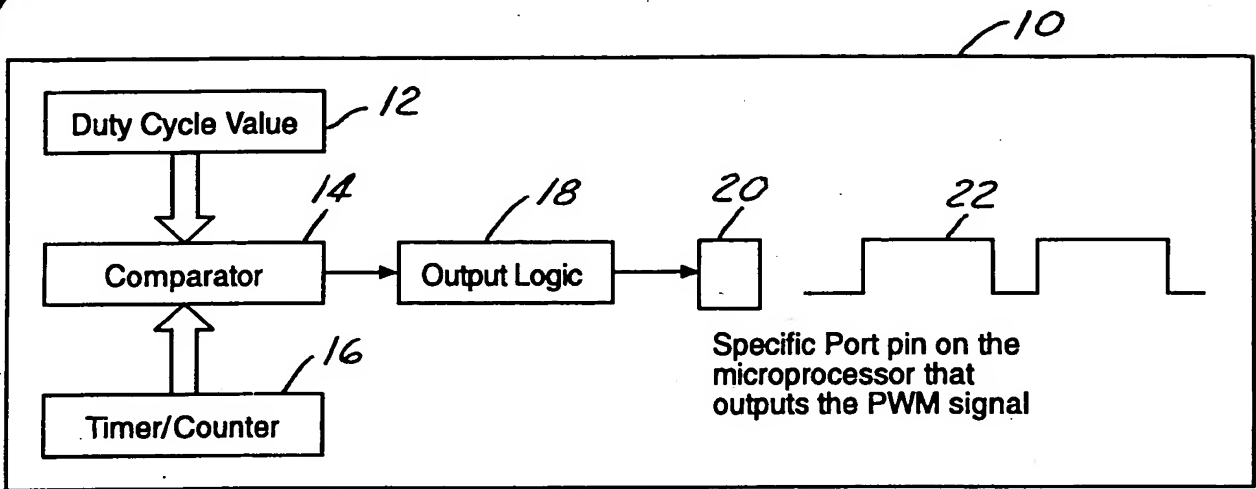 10
Duty Cycle Value
12
14
18
20
22
Comparator
Output Logic
16
Specific Port pin on the
microprocessor that
outputs the PWM signal
Timer/Counter